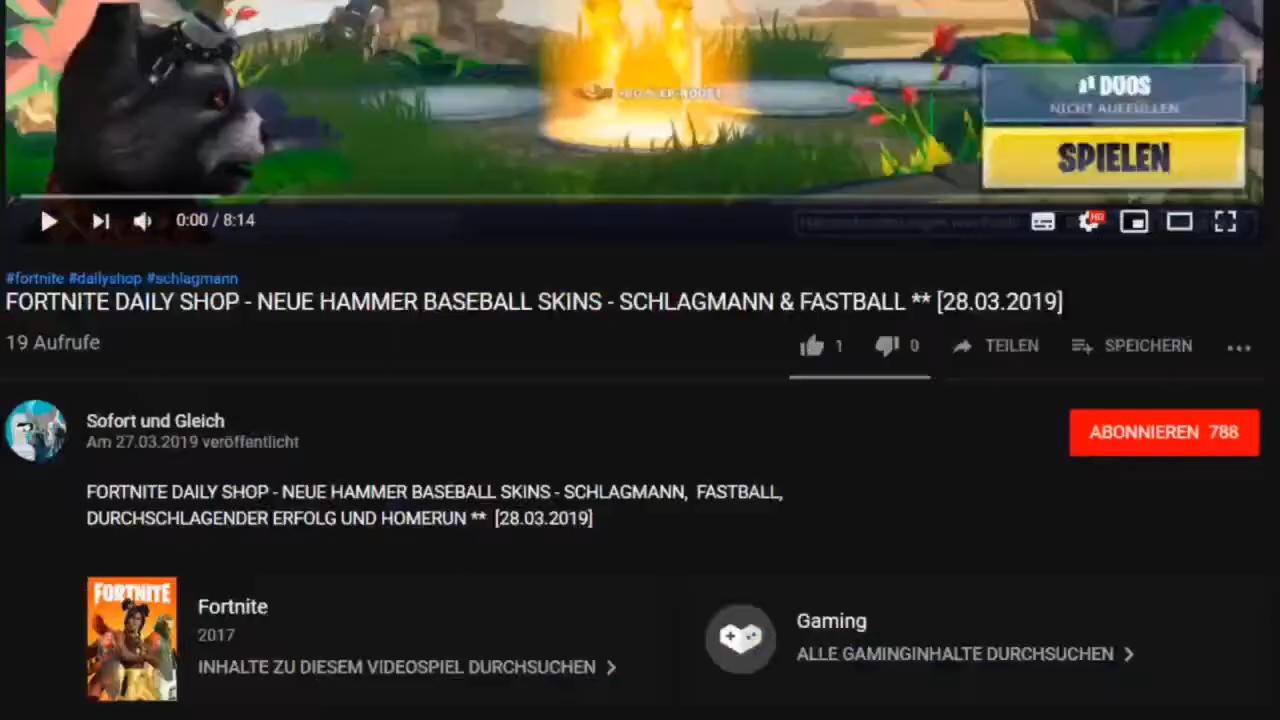 DUOS
NICHT AUFFÜLLEN
SPIELEN
0:00 / 8:14
HD
#fortnite #dailyshop #schlagmann
FORTNITE DAILY SHOP - NEUE HAMMER BASEBALL SKINS - SCHLAGMANN & FASTBALL ** [28.03.2019]
19 Aufrufe
1 0 TEILEN SPEICHERN
Sofort und Gleich
Am 27.03.2019 veröffentlicht
ABONNIEREN 788
FORTNITE DAILY SHOP - NEUE HAMMER BASEBALL SKINS - SCHLAGMANN, FASTBALL,
DURCHSCHLAGENDER ERFOLG UND HOMERUN ** [28.03.2019]
FORTNITE
Fortnite
2017
INHALTE ZU DIESEM VIDEOSPIEL DURCHSUCHEN
Gaming
ALLE GAMINGINHALTE DURCHSUCHEN